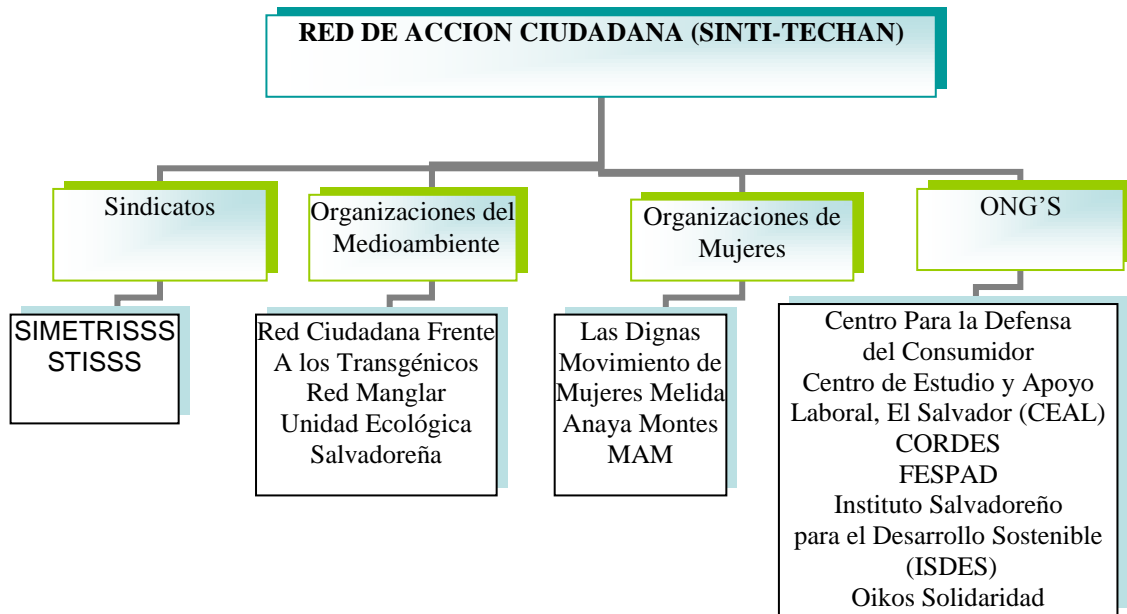 RED DE ACCION CIUDADANA (SINTI-TECHAN)
Sindicatos
Organizaciones del
Medioambiente
Organizaciones de
Mujeres
ONG’S
SIMETRISSS
STISSS
Red Ciudadana Frente
A los Transgénicos
Red Manglar
Unidad Ecológica
Salvadoreña
Las Dignas
Movimiento de
Mujeres Melida
Anaya Montes
MAM
Centro Para la Defensa
del Consumidor
Centro de Estudio y Apoyo
Laboral, El Salvador (CEAL)
CORDES
FESPAD
Instituto Salvadoreño
para el Desarrollo Sostenible
(ISDES)
Oikos Solidaridad